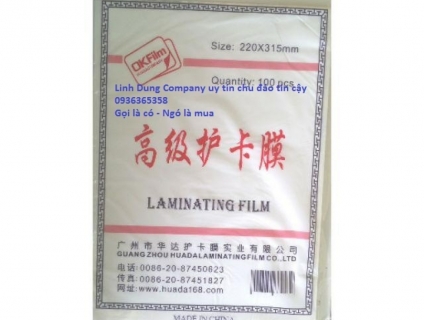 OKFilm
Size: 220X315mm
Linh Dung Company uy tín chu đáo tin cậy
Quantity: 100 pcs
0936365358
Gọi là có - Ngó là mua
高级护卡膜
LAMINATING FILM
广州市华达护卡膜实业有限公司
GUANGZHOU HUADALAMINATINGFILM CO.,LTD
电话:0086-20-87450623
传真:0086-20-87451827
网址:www.huada168.com
MADE IN CHINA